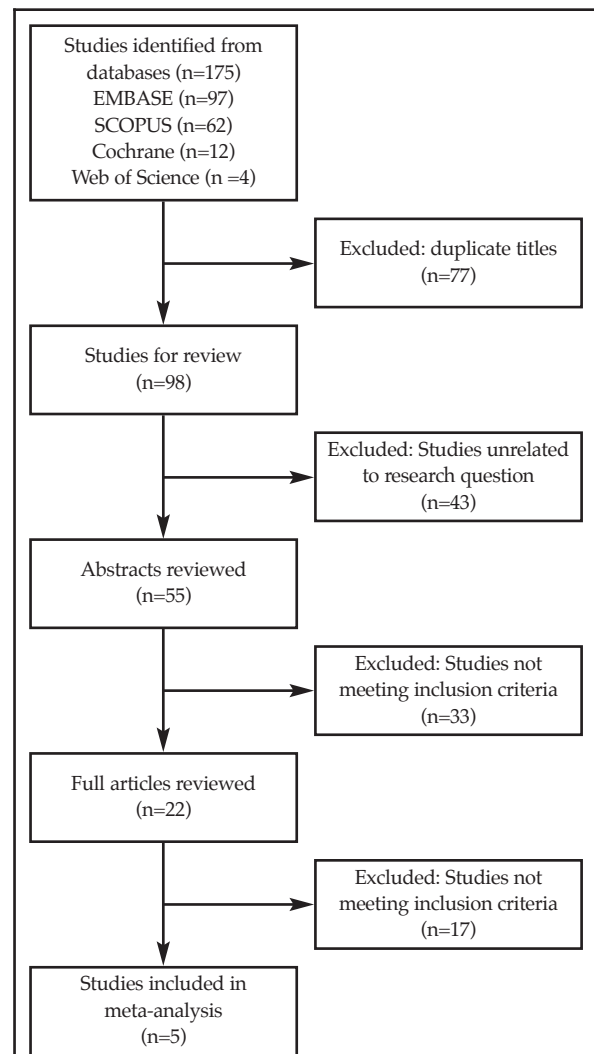 Studies identified from
databases (n=175)
EMBASE (n=97)
SCOPUS (n=62)
Cochrane (n=12)
Web of Science (n =4)
Excluded: duplicate titles
(n=77)
Studies for review
(n=98)
Excluded: Studies unrelated
to research question
(n=43)
Abstracts reviewed
(n=55)
Excluded: Studies not
meeting inclusion criteria
(n=33)
Full articles reviewed
(n=22)
Excluded: Studies not
meeting inclusion criteria
(n=17)
Studies included in
meta-analysis
(n=5)